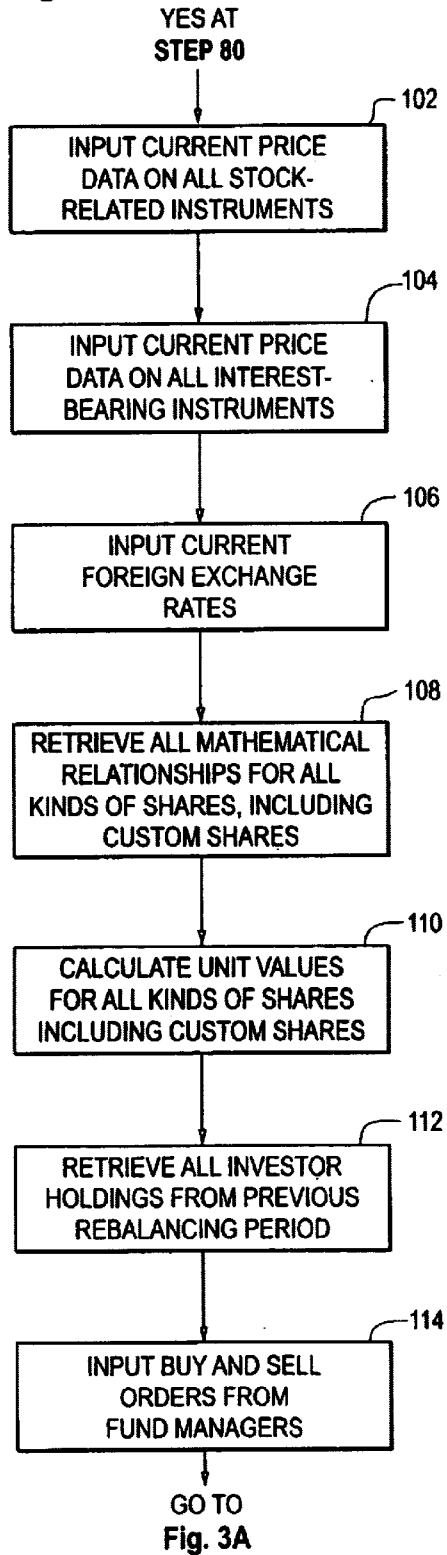 YES AT
STEP 80
102
INPUT CURRENT PRICE
DATA ON ALL STOCK-
RELATED INSTRUMENTS
104
INPUT CURRENT PRICE
DATA ON ALL INTEREST-
BEARING INSTRUMENTS
106
INPUT CURRENT
FOREIGN EXCHANGE
RATES
108
RETRIEVE ALL MATHEMATICAL
RELATIONSHIPS FOR ALL
KINDS OF SHARES, INCLUDING
CUSTOM SHARES
110
CALCULATE UNIT VALUES
FOR ALL KINDS OF SHARES
INCLUDING CUSTOM SHARES
112
RETRIEVE ALL INVESTOR
HOLDINGS FROM PREVIOUS
REBALANCING PERIOD
114
INPUT BUY AND SELL
ORDERS FROM
FUND MANAGERS
GO TO
Fig. 3A